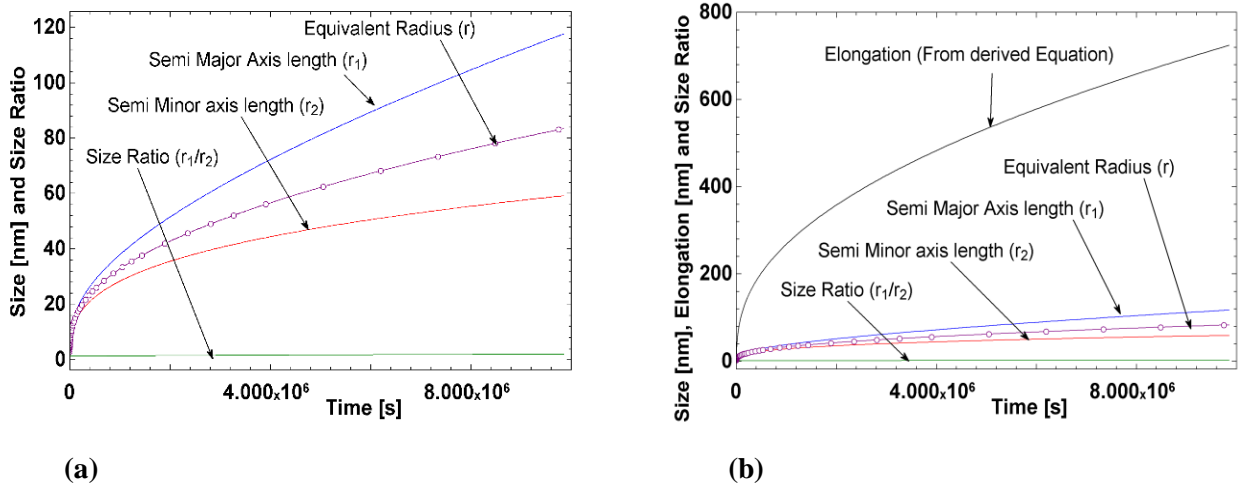 120
100
80
60
40
20
0
Size [nm] and Size Ratio
Equivalent Radius (r)
Semi Major Axis length (r1)
Semi Minor axis length (r2)
Size Ratio (r1/r2)
0
4.000x10^6
8.000x10^6
Time [s]
(a)
800
600
400
200
0
Size [nm], Elongation [nm] and Size Ratio
Elongation (From derived Equation)
Equivalent Radius (r)
Semi Major Axis length (r1)
Semi Minor axis length (r2)
Size Ratio (r1/r2)
0
4.000x10^6
8.000x10^6
Time [s]
(b)